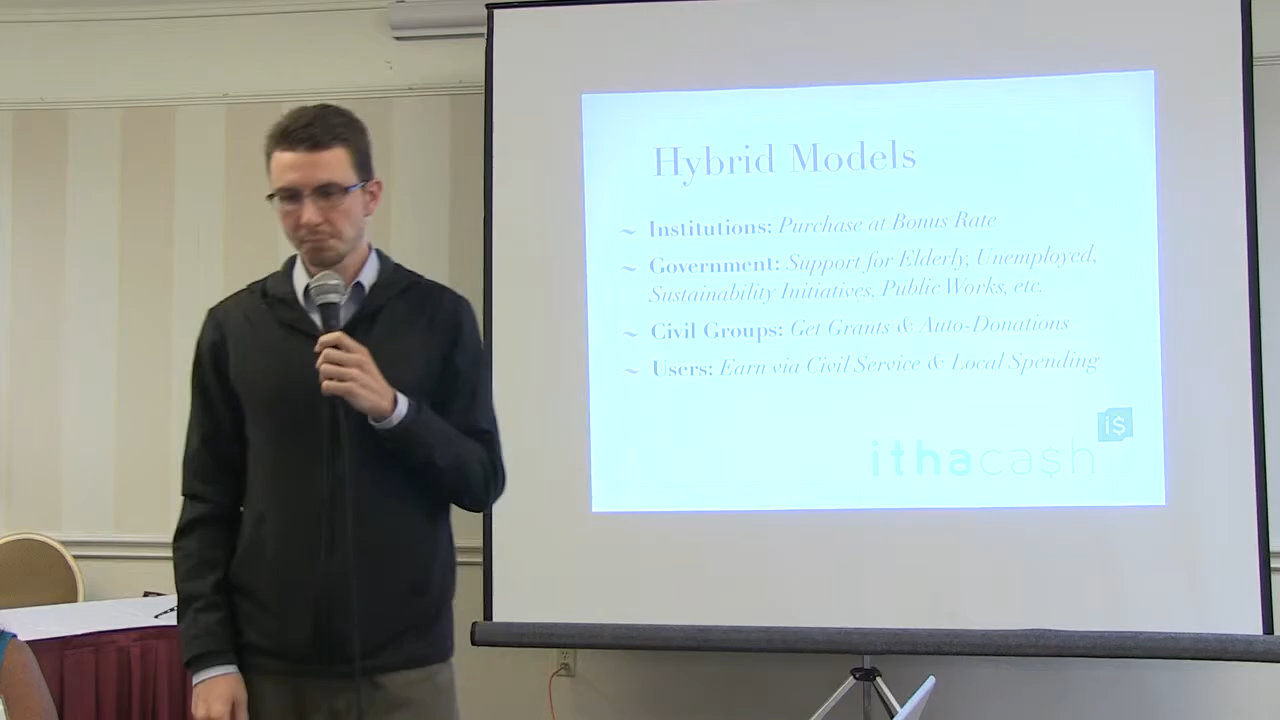 Hybrid Models
~ Institutions: Purchase at Bonus Rate
~ Government: Support for Elderly, Unemployed,
Sustainability Initiatives, Public Works, etc.
~ Civil Groups: Get Grants & Auto-Donations
~ Users: Earn via Civil Service & Local Spending
i$
ithaca$h